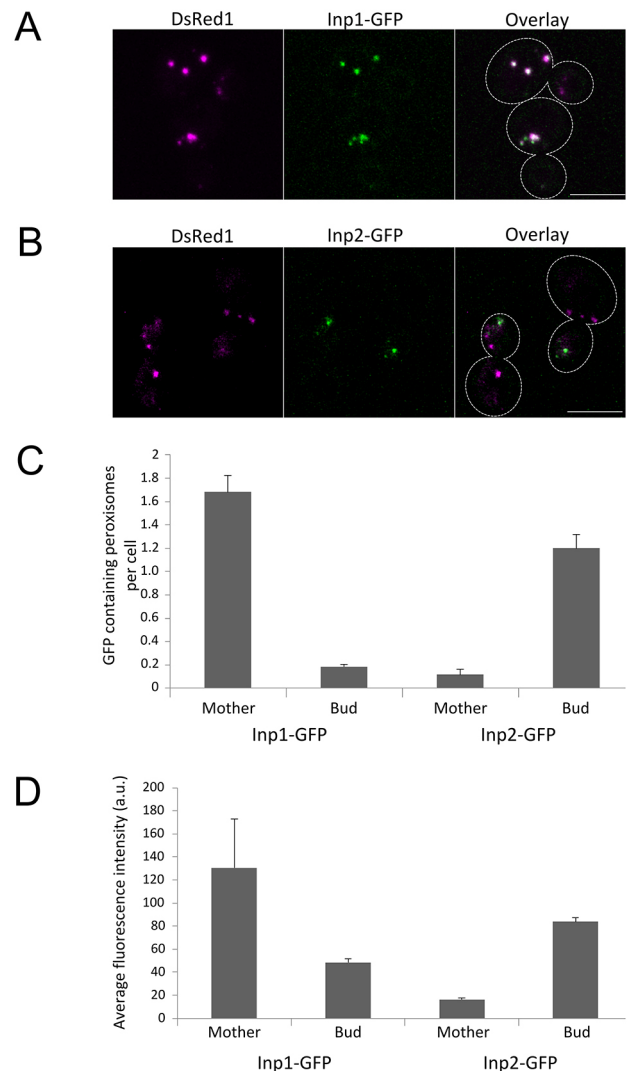 A
DsRed1 Inp1-GFP Overlay
B
DsRed1 Inp2-GFP Overlay
C
GFP containing peroxisomes
per cell
2
1.8
1.6
1.4
1.2
1.0
0.8
0.6
0.4
0.2
0
Mother Bud Mother Bud
Inp1-GFP Inp2-GFP
D
Average fluorescence intensity (a.u.)
200
180
160
140
120
100
80
60
40
20
0
Mother Bud Mother Bud
Inp1-GFP Inp2-GFP